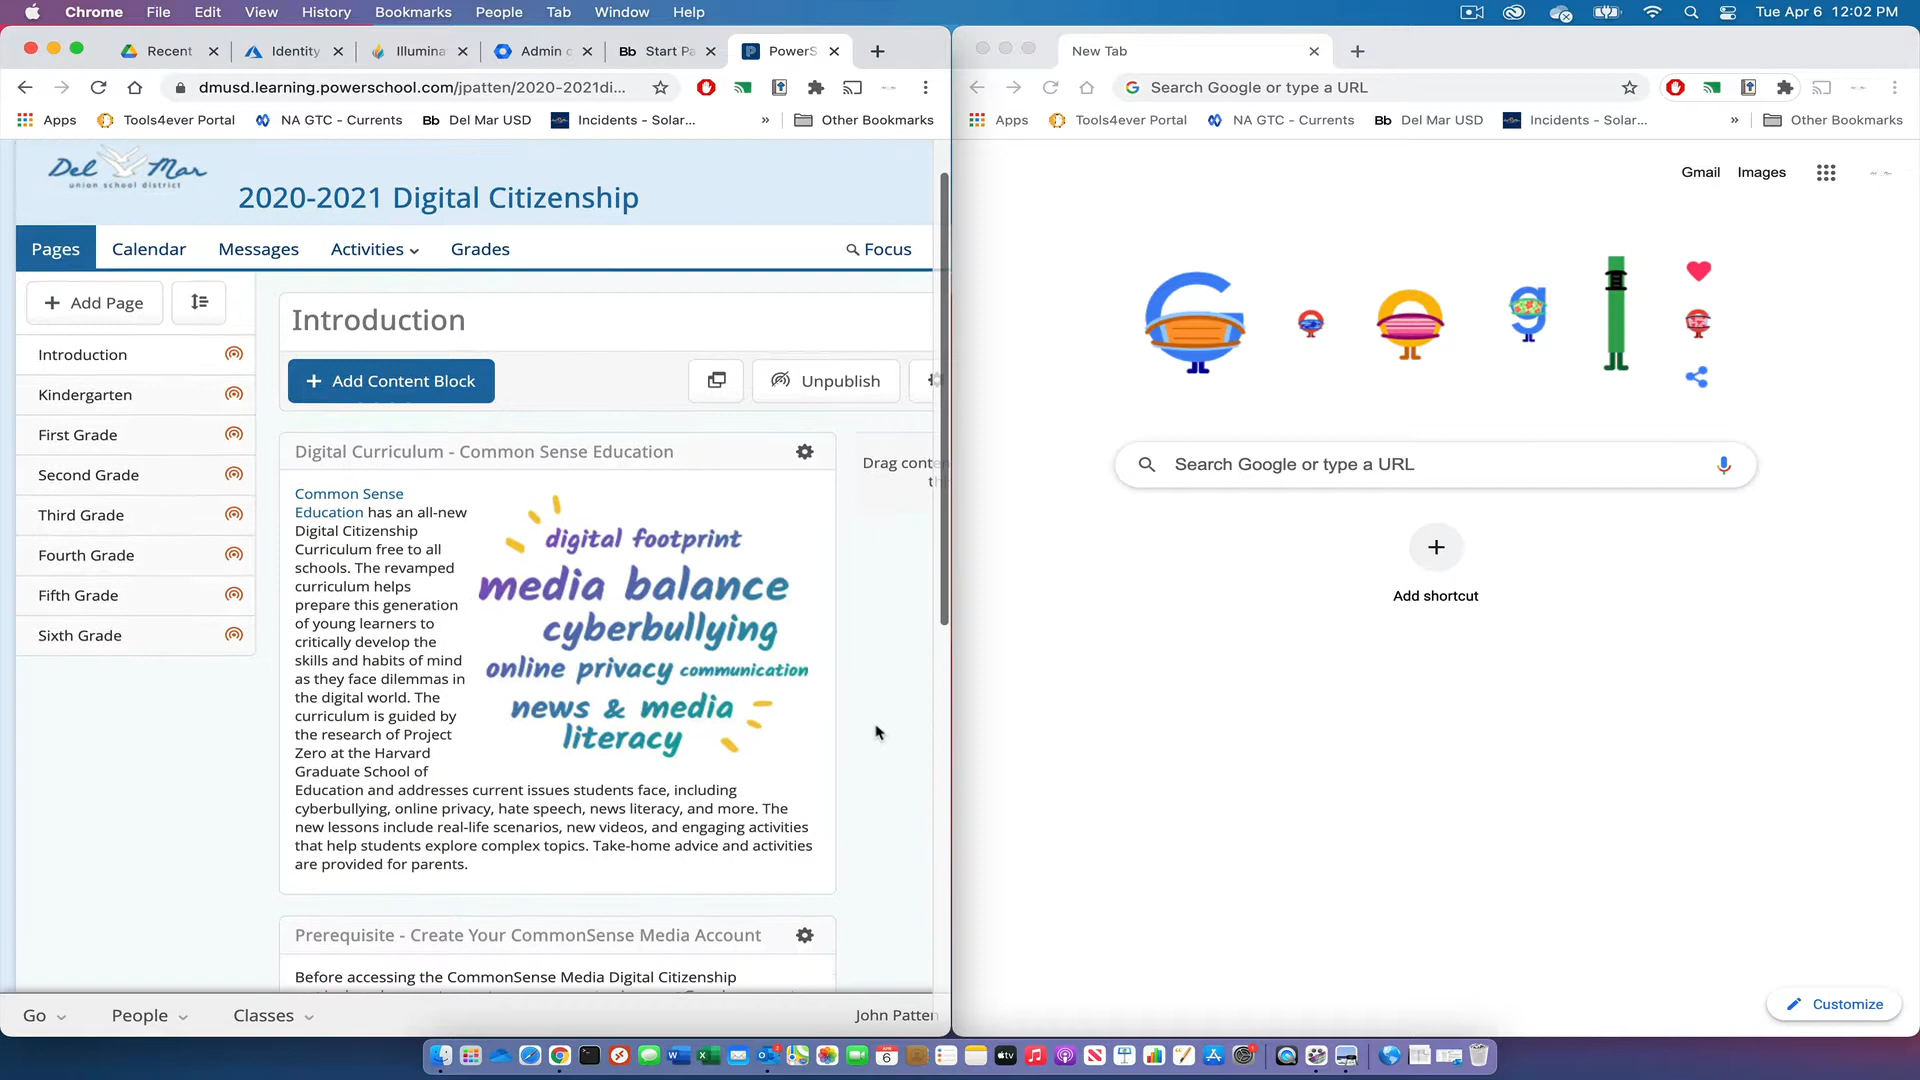 Chrome File Edit View History Bookmarks People Tab Window Help Tue Apr 6 12:02 PM
Recent Identity Illumina Admin c Bb Start Pa PowerS
dmusd.learning.powerschool.com/jpatten/2020-2021di...
Apps Tools4ever Portal NA GTC - Currents Bb Del Mar USD Incidents - Solar... » Other Bookmarks
Del Mar
union school district
2020-2021 Digital Citizenship
Pages Calendar Messages Activities Grades Focus
Add Page
Introduction
Kindergarten
First Grade
Second Grade
Third Grade
Fourth Grade
Fifth Grade
Sixth Grade
Introduction
Add Content Block Unpublish
Digital Curriculum - Common Sense Education
Drag conte
th
Common Sense
Education has an all-new
Digital Citizenship
Curriculum free to all
schools. The revamped
curriculum helps
prepare this generation
of young learners to
critically develop the
skills and habits of mind
as they face dilemmas in
the digital world. The
curriculum is guided by
the research of Project
Zero at the Harvard
Graduate School of
Education and addresses current issues students face, including
cyberbullying, online privacy, hate speech, news literacy, and more. The
new lessons include real-life scenarios, new videos, and engaging activities
that help students explore complex topics. Take-home advice and activities
are provided for parents.
digital footprint
media balance
cyberbullying
online privacy communication
news & media
literacy
Prerequisite - Create Your CommonSense Media Account
Before accessing the CommonSense Media Digital Citizenship
Go People Classes John Patten
New Tab
Search Google or type a URL
Apps Tools4ever Portal NA GTC - Currents Bb Del Mar USD Incidents - Solar... » Other Bookmarks
Gmail Images
Search Google or type a URL
Add shortcut
Customize